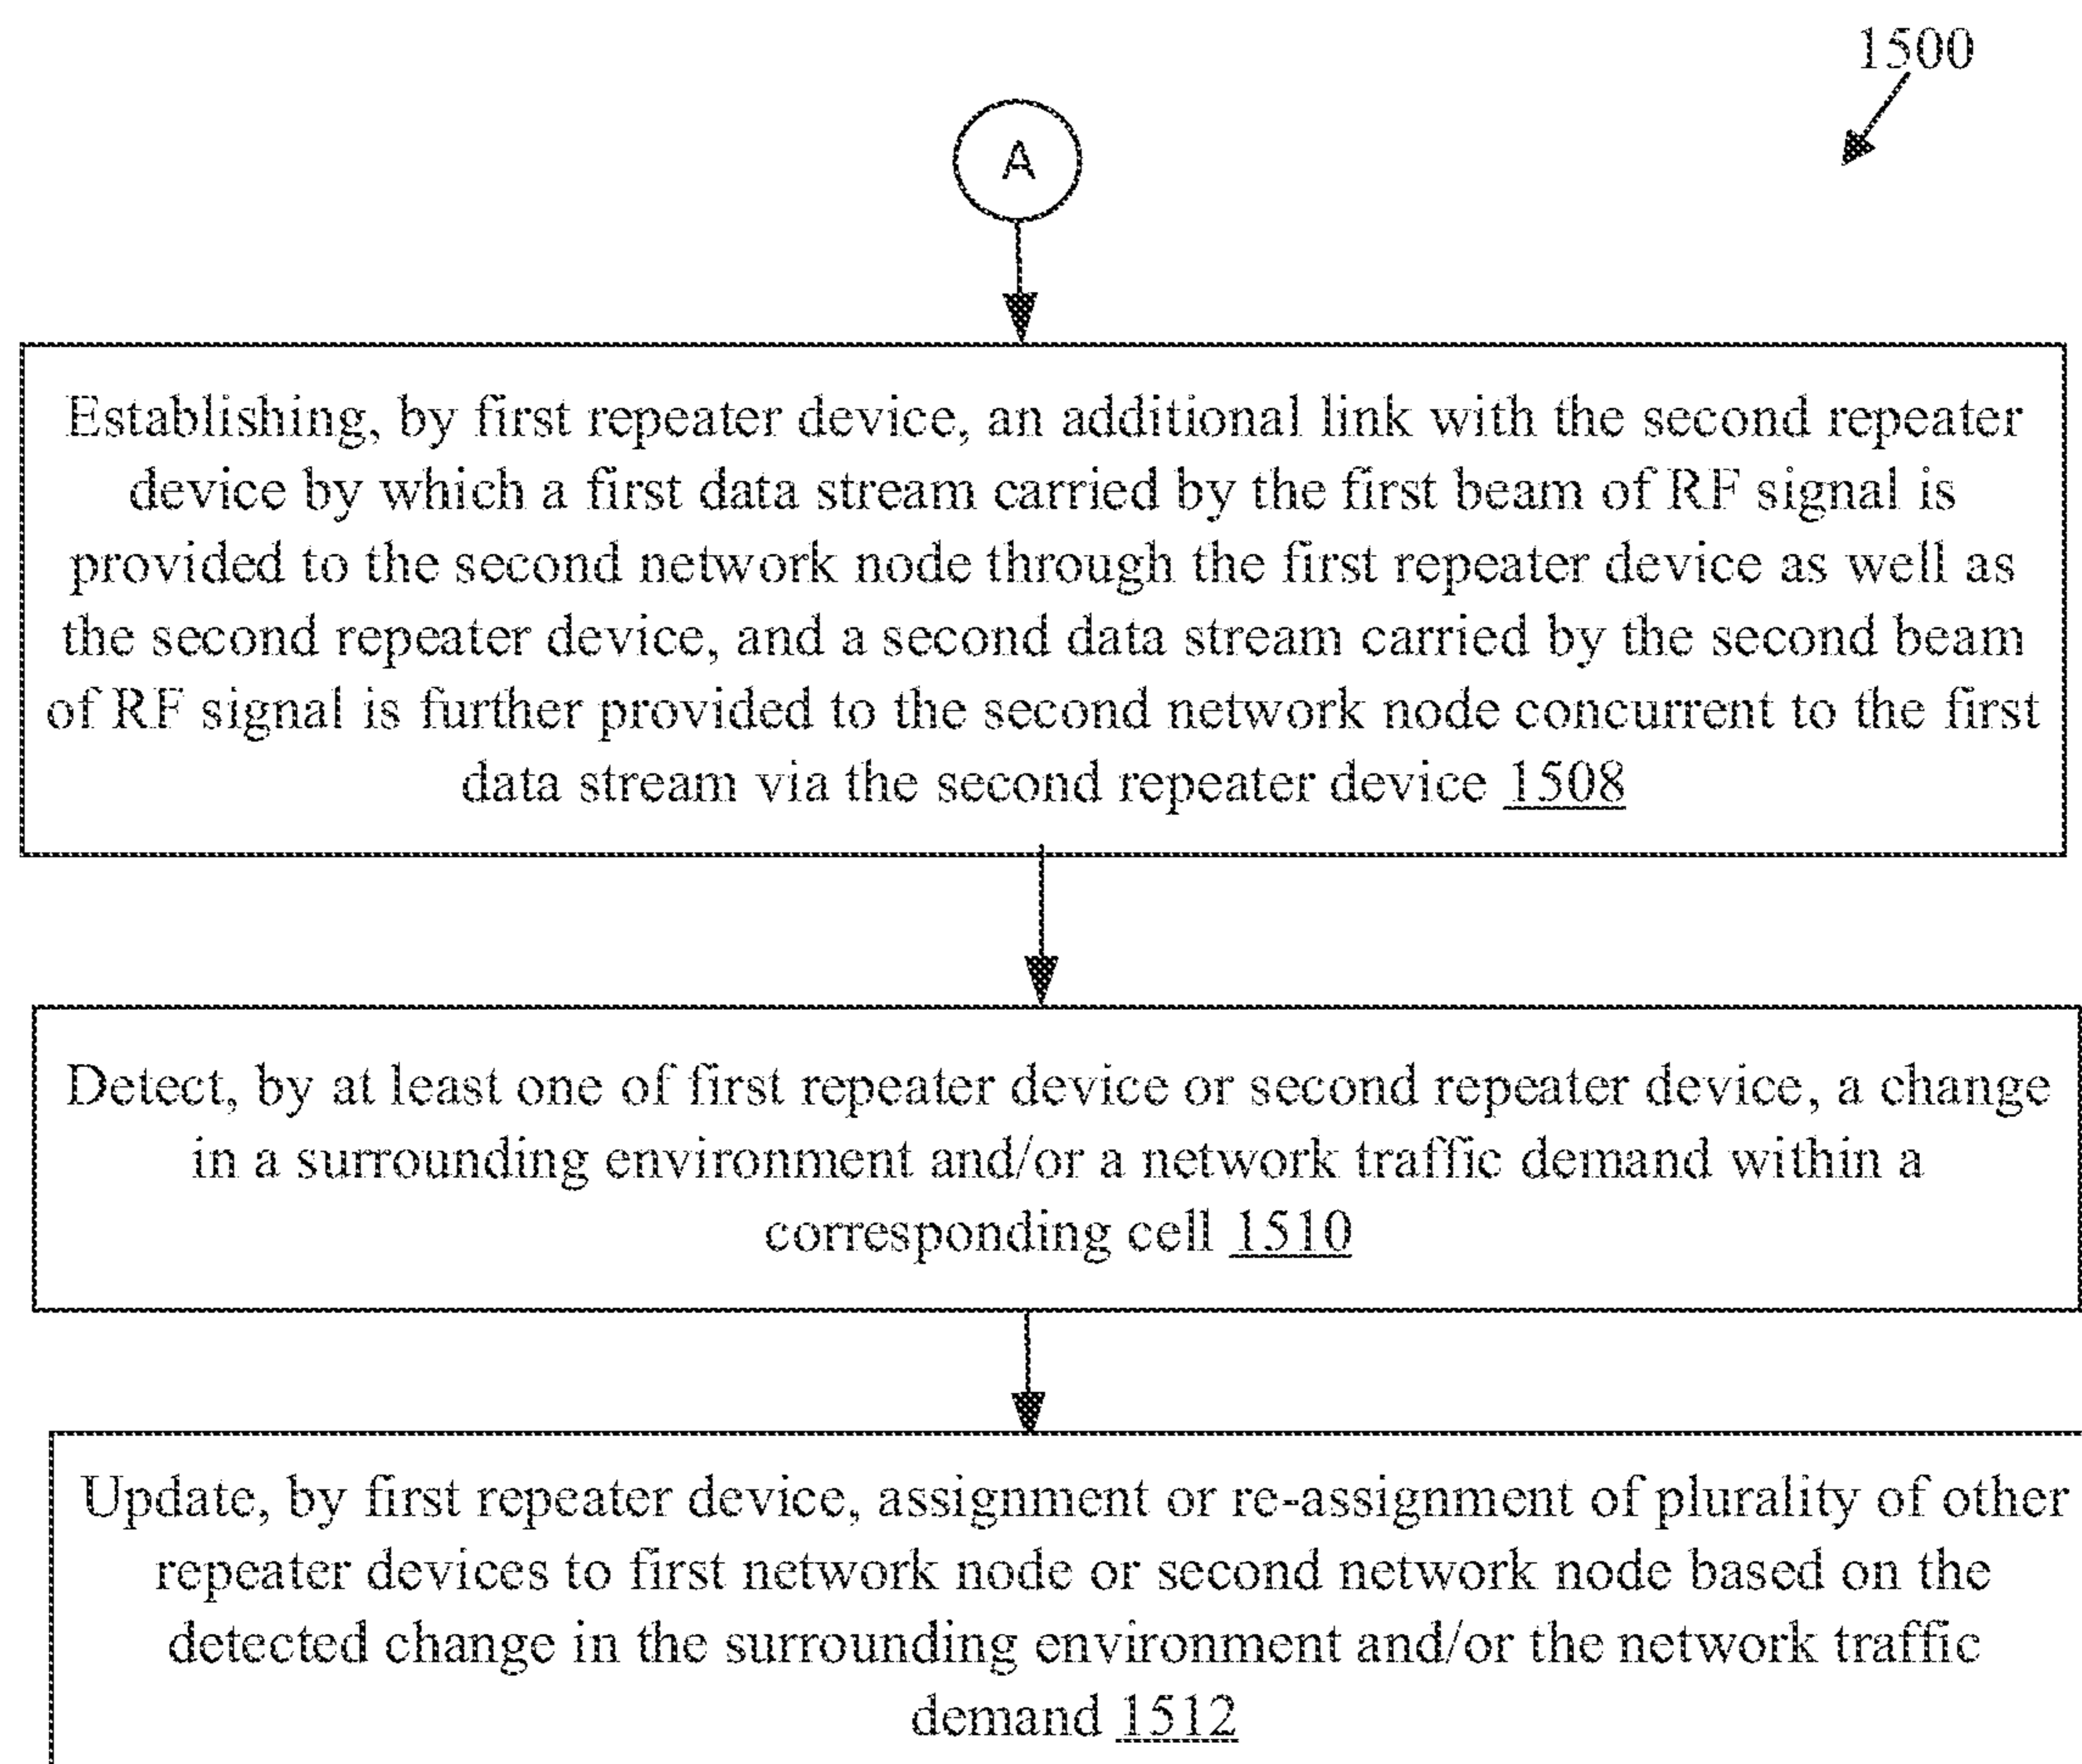 1500
A
Establishing, by first repeater device, an additional link with the second repeater
device by which a first data stream carried by the first beam of RF signal is
provided to the second network node through the first repeater device as well as
the second repeater device, and a second data stream carried by the second beam
of RF signal is further provided to the second network node concurrent to the first
data stream via the second repeater device 1508
Detect, by at least one of first repeater device or second repeater device, a change
in a surrounding environment and/or a network traffic demand within a
corresponding cell 1510
Update, by first repeater device, assignment or re-assignment of plurality of other
repeater devices to first network node or second network node based on the
detected change in the surrounding environment and/or the network traffic
demand 1512